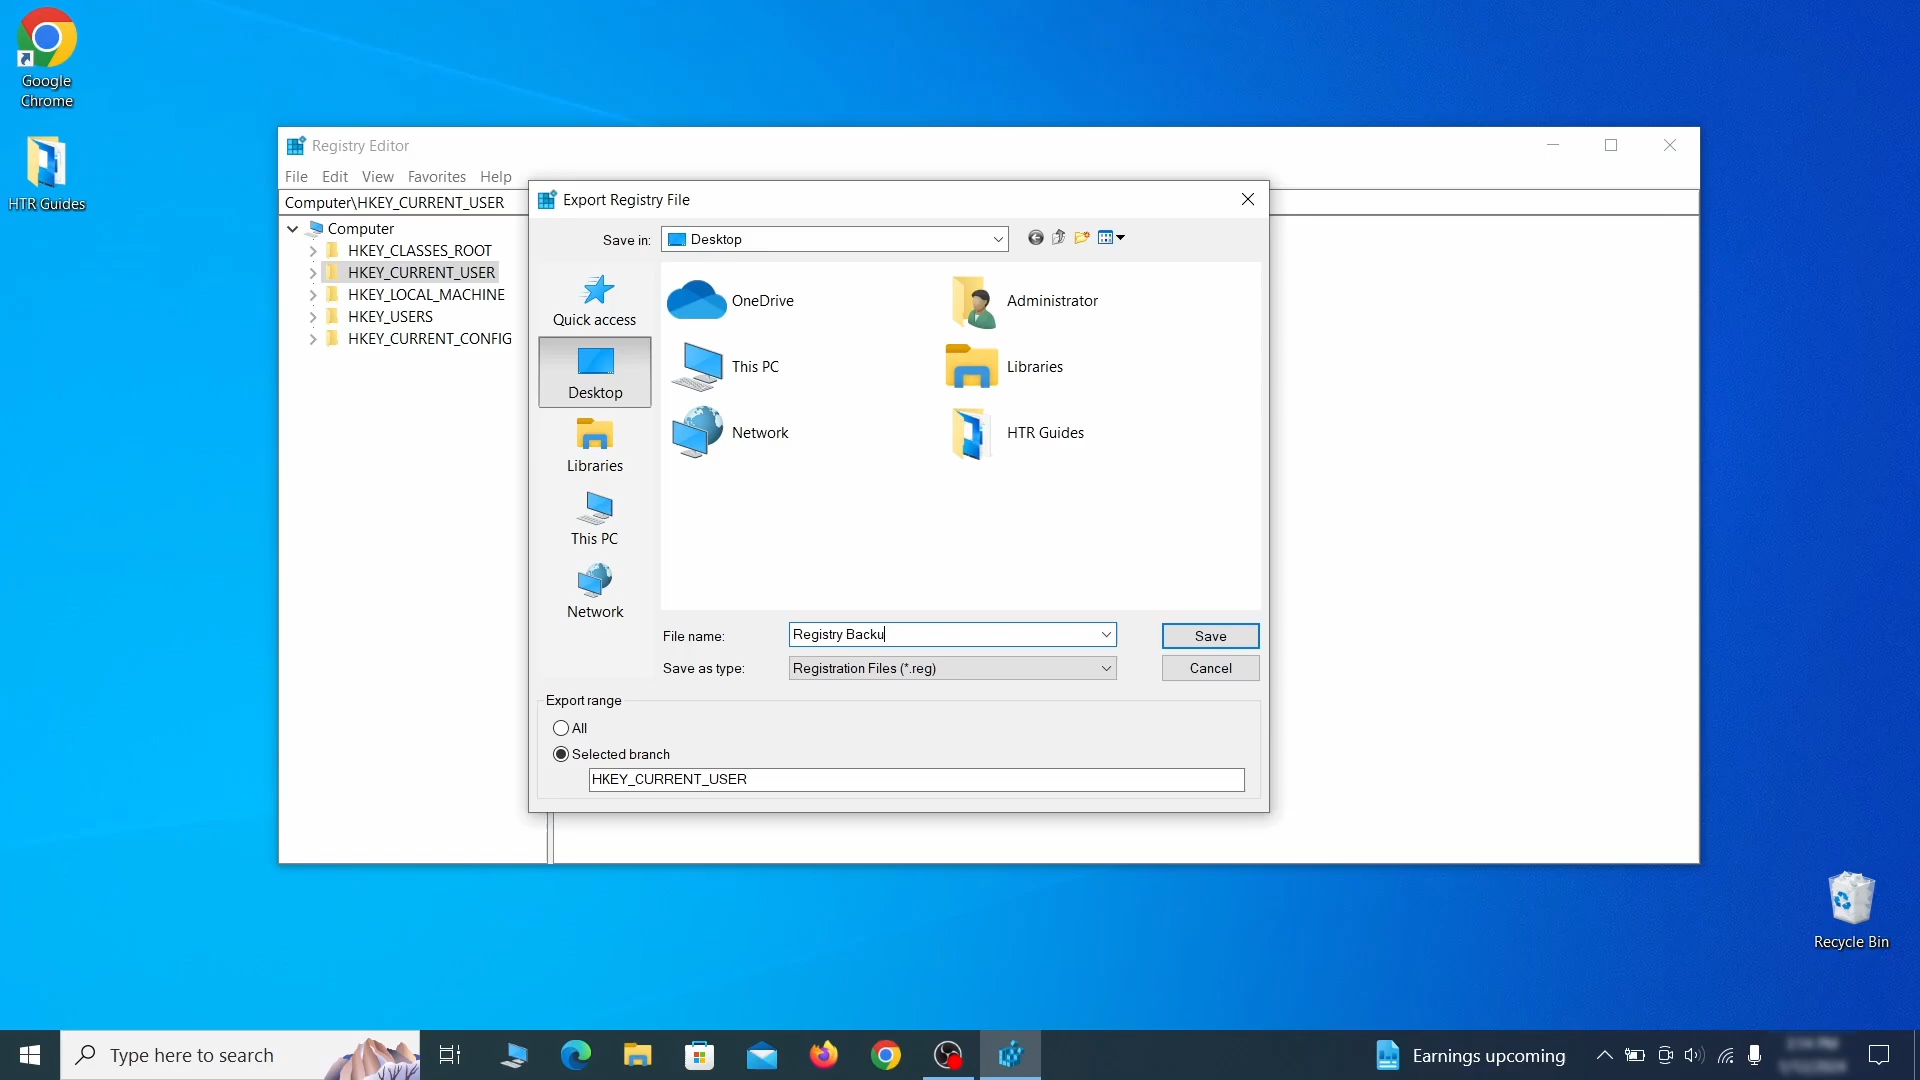 Google
Chrome
HTR Guides
Registry Editor
File Edit View Favorites Help
Computer\HKEY_CURRENT_USER
Computer
HKEY_CLASSES_ROOT
HKEY_CURRENT_USER
HKEY_LOCAL_MACHINE
HKEY_USERS
HKEY_CURRENT_CONFIG
Export Registry File
Save in: Desktop
Quick access
Desktop
Libraries
This PC
Network
OneDrive Administrator
This PC Libraries
Network HTR Guides
File name: Registry Backu Save
Save as type: Registration Files (*.reg) Cancel
Export range
All
Selected branch
HKEY_CURRENT_USER
Recycle Bin
Type here to search
Earnings upcoming